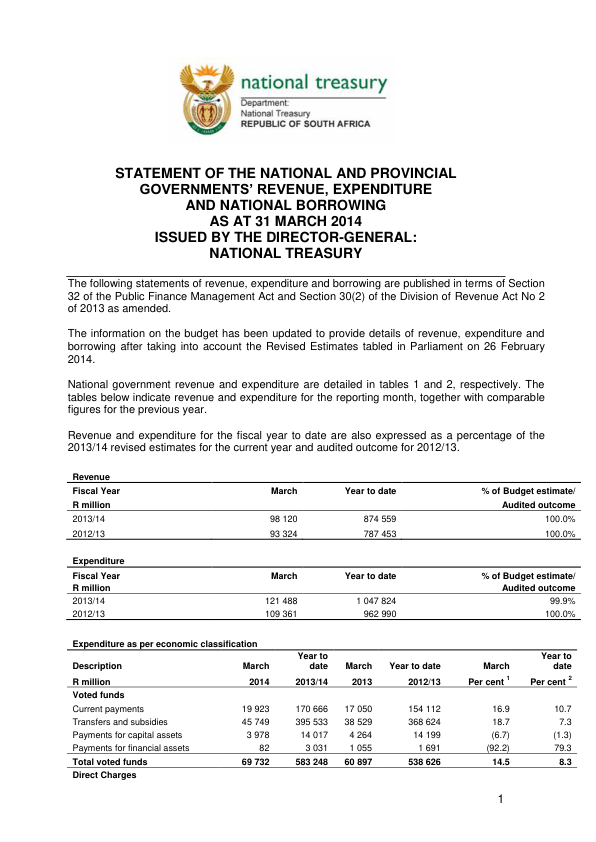 national treasury
Department:
National Treasury
REPUBLIC OF SOUTH AFRICA
STATEMENT OF THE NATIONAL AND PROVINCIAL
GOVERNMENTS' REVENUE, EXPENDITURE
AND NATIONAL BORROWING
AS AT 31 MARCH 2014
ISSUED BY THE DIRECTOR-GENERAL:
NATIONAL TREASURY
The following statements of revenue, expenditure and borrowing are published in terms of Section
32 of the Public Finance Management Act and Section 30(2) of the Division of Revenue Act No 2
of 2013 as amended.
The information on the budget has been updated to provide details of revenue, expenditure and
borrowing after taking into account the Revised Estimates tabled in Parliament on 26 February
2014.
National government revenue and expenditure are detailed in tables 1 and 2, respectively. The
tables below indicate revenue and expenditure for the reporting month, together with comparable
figures for the previous year.
Revenue and expenditure for the fiscal year to date are also expressed as a percentage of the
2013/14 revised estimates for the current year and audited outcome for 2012/13.
Revenue
Fiscal Year March Year to date % of Budget estimate/
R million Audited outcome
2013/14 98 120 874 559 100.0%
2012/13 93 324 787 453 100.0%
Expenditure
Fiscal Year March Year to date % of Budget estimate/
R million Audited outcome
2013/14 121 488 1 047 824 99.9%
2012/13 109 361 962 990 100.0%
Expenditure as per economic classification
Year to Year to
Description March date March Year to date March date
R million 2014 2013/14 2013 2012/13 Per cent 1 Per cent 2
Voted funds
Current payments 19 923 170 666 17 050 154 112 16.9 10.7
Transfers and subsidies 45 749 395 533 38 529 368 624 18.7 7.3
Payments for capital assets 3 978 14 017 4 264 14 199 (6.7) (1.3)
Payments for financial assets 82 3 031 1 055 1 691 (92.2) 79.3
Total voted funds 69 732 583 248 60 897 538 626 14.5 8.3
Direct Charges
1